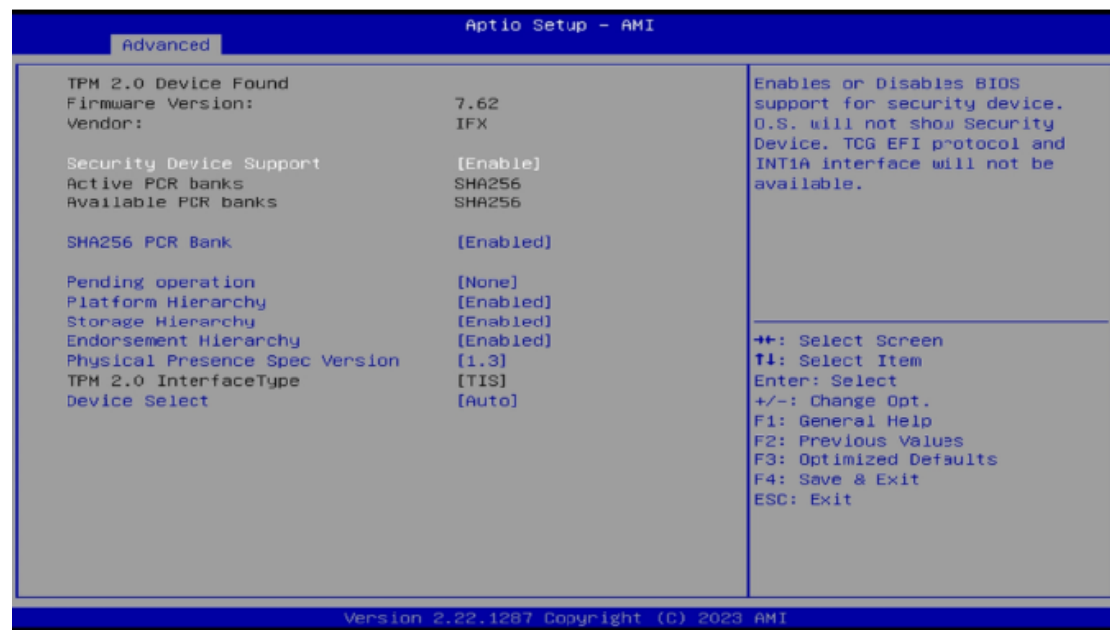 Aptio Setup – AMI
Advanced
TPM 2.0 Device Found
Firmware Version: 7.62
Vendor: IFX
Security Device Support [Enable]
Active PCR banks SHA256
Available PCR banks SHA256
SHA256 PCR Bank [Enabled]
Pending operation [None]
Platform Hierarchy [Enabled]
Storage Hierarchy [Enabled]
Endorsement Hierarchy [Enabled]
Physical Presence Spec Version [1.3]
TPM 2.0 InterfaceType [TIS]
Device Select [Auto]
Enables or Disables BIOS
support for security device.
O.S. will not show Security
Device. TCG EFI protocol and
INT1A interface will not be
available.
→←: Select Screen
↑↓: Select Item
Enter: Select
+/-: Change Opt.
F1: General Help
F2: Previous Values
F3: Optimized Defaults
F4: Save & Exit
ESC: Exit
Version 2.22.1287 Copyright (C) 2023 AMI